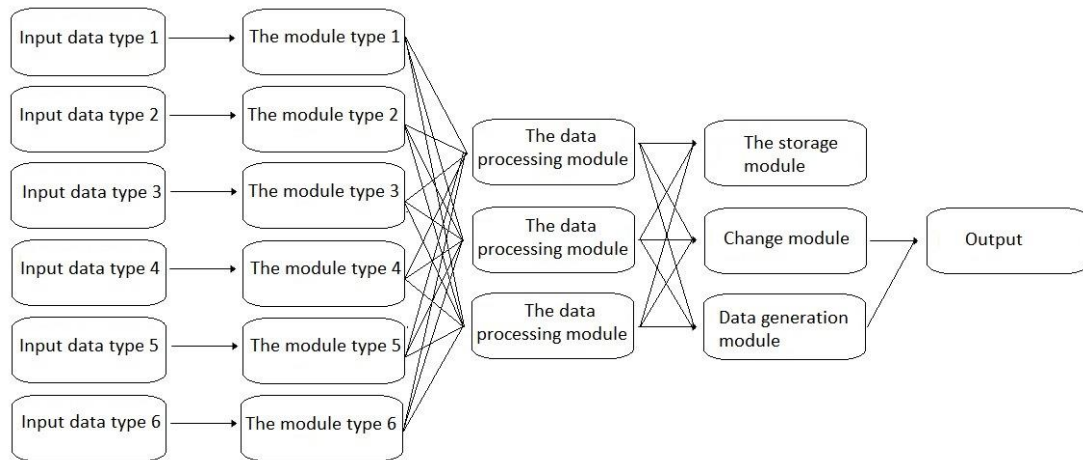 Input data type 1
The module type 1
Input data type 2
The module type 2
Input data type 3
The module type 3
Input data type 4
The module type 4
Input data type 5
The module type 5
Input data type 6
The module type 6
The data
processing module
The data
processing module
The data
processing module
The storage
module
Change module
Data generation
module
Output